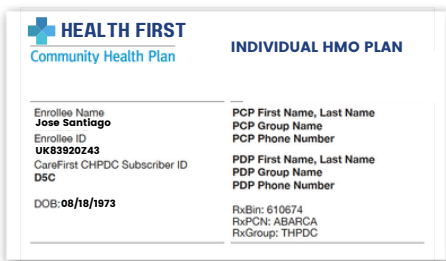 HEALTH FIRST
Community Health Plan
INDIVIDUAL HMO PLAN
Enrollee Name
Jose Santiago
Enrollee ID
UK83920Z43
CareFirst CHPDC Subscriber ID
D5C
DOB:08/18/1973
PCP First Name, Last Name
PCP Group Name
PCP Phone Number
PDP First Name, Last Name
PDP Group Name
PDP Phone Number
RxBin: 610674
RxPCN: ABARCA
RxGroup: THPDC